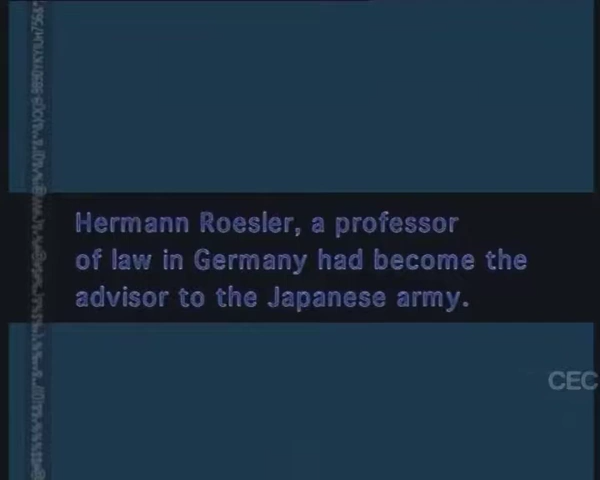 Hermann Roesler, a professor
of law in Germany had become the
advisor to the Japanese army.
CEC